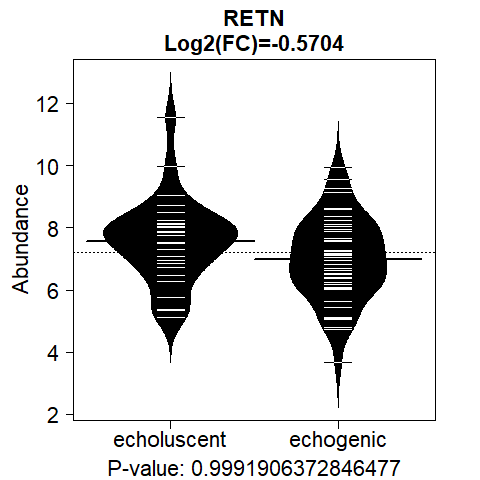 RETN
Log2(FC)=-0.5704
12
10
8
6
4
2
Abundance
echoluscent echogenic
P-value: 0.9991906372846477